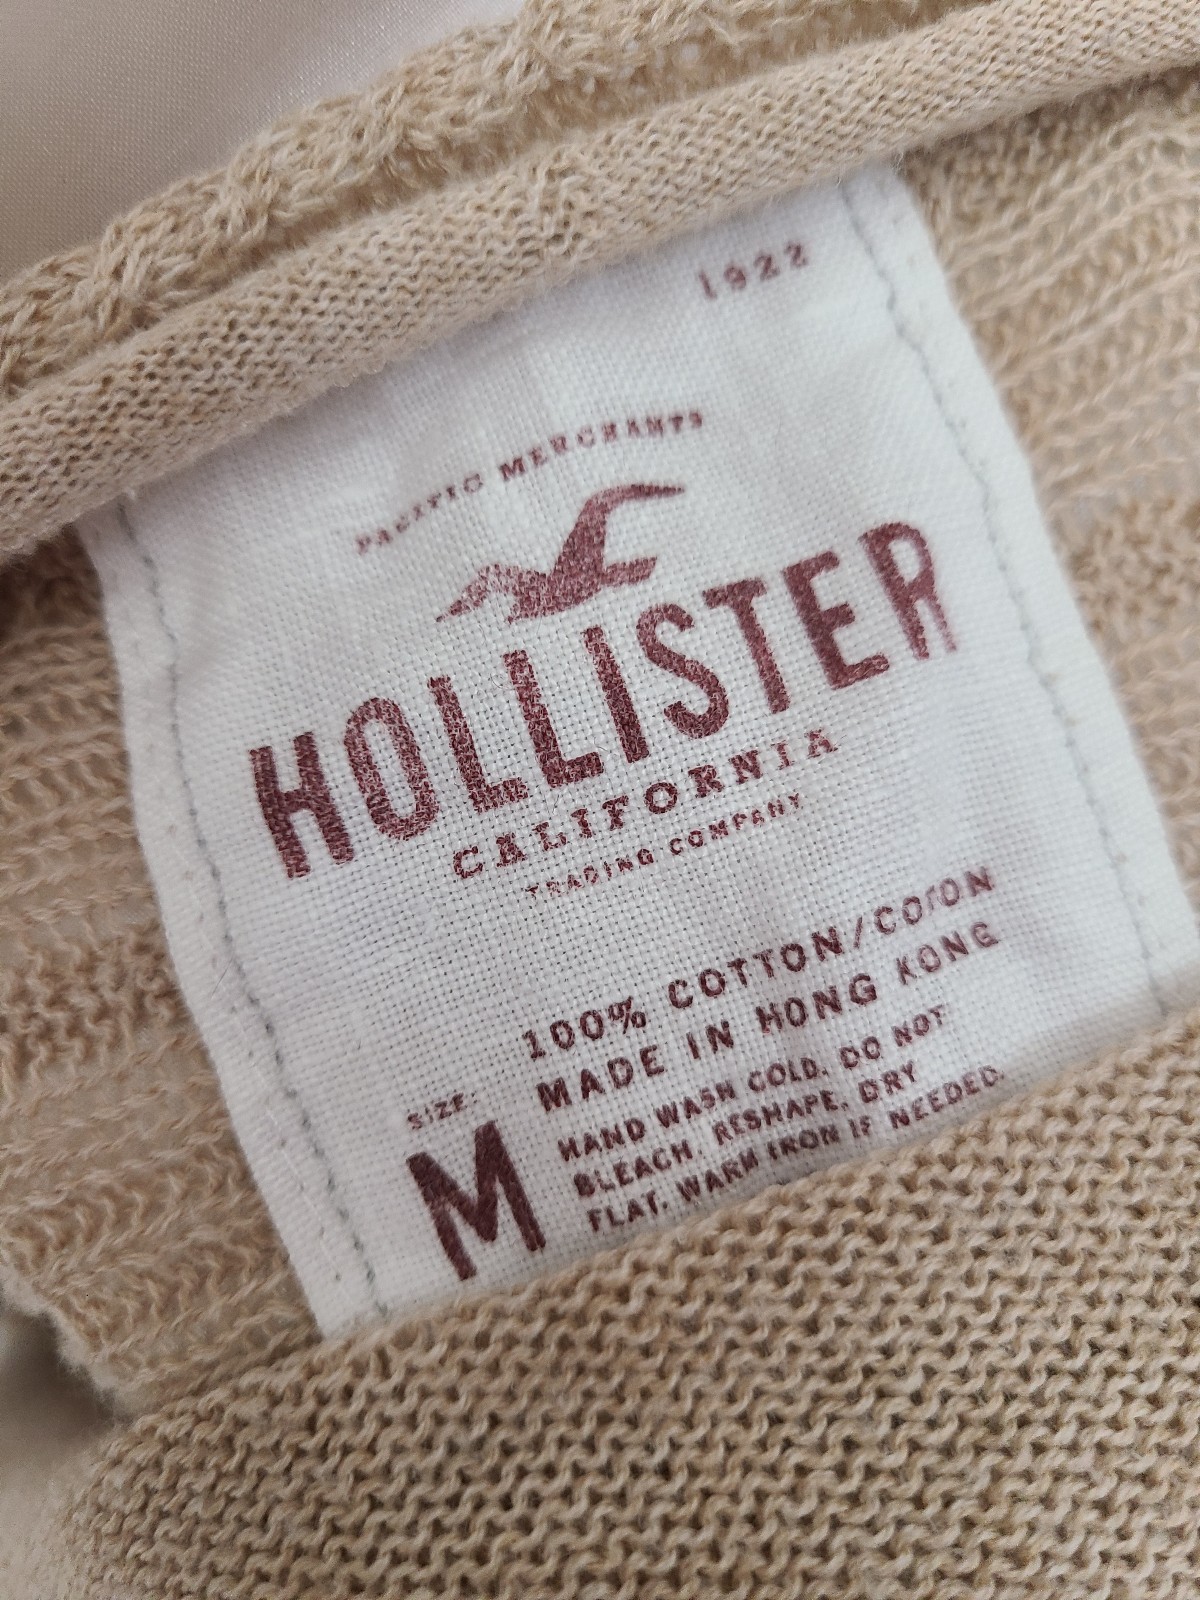 1922
PACIFIC MERCHANTS
HOLLISTER
CALIFORNIA
TRADING COMPANY
100% COTTON/COTON
MADE IN HONG KONG
SIZE:
M
HAND WASH COLD. DO NOT
BLEACH. RESHAPE. DRY
FLAT. WARM IRON IF NEEDED.